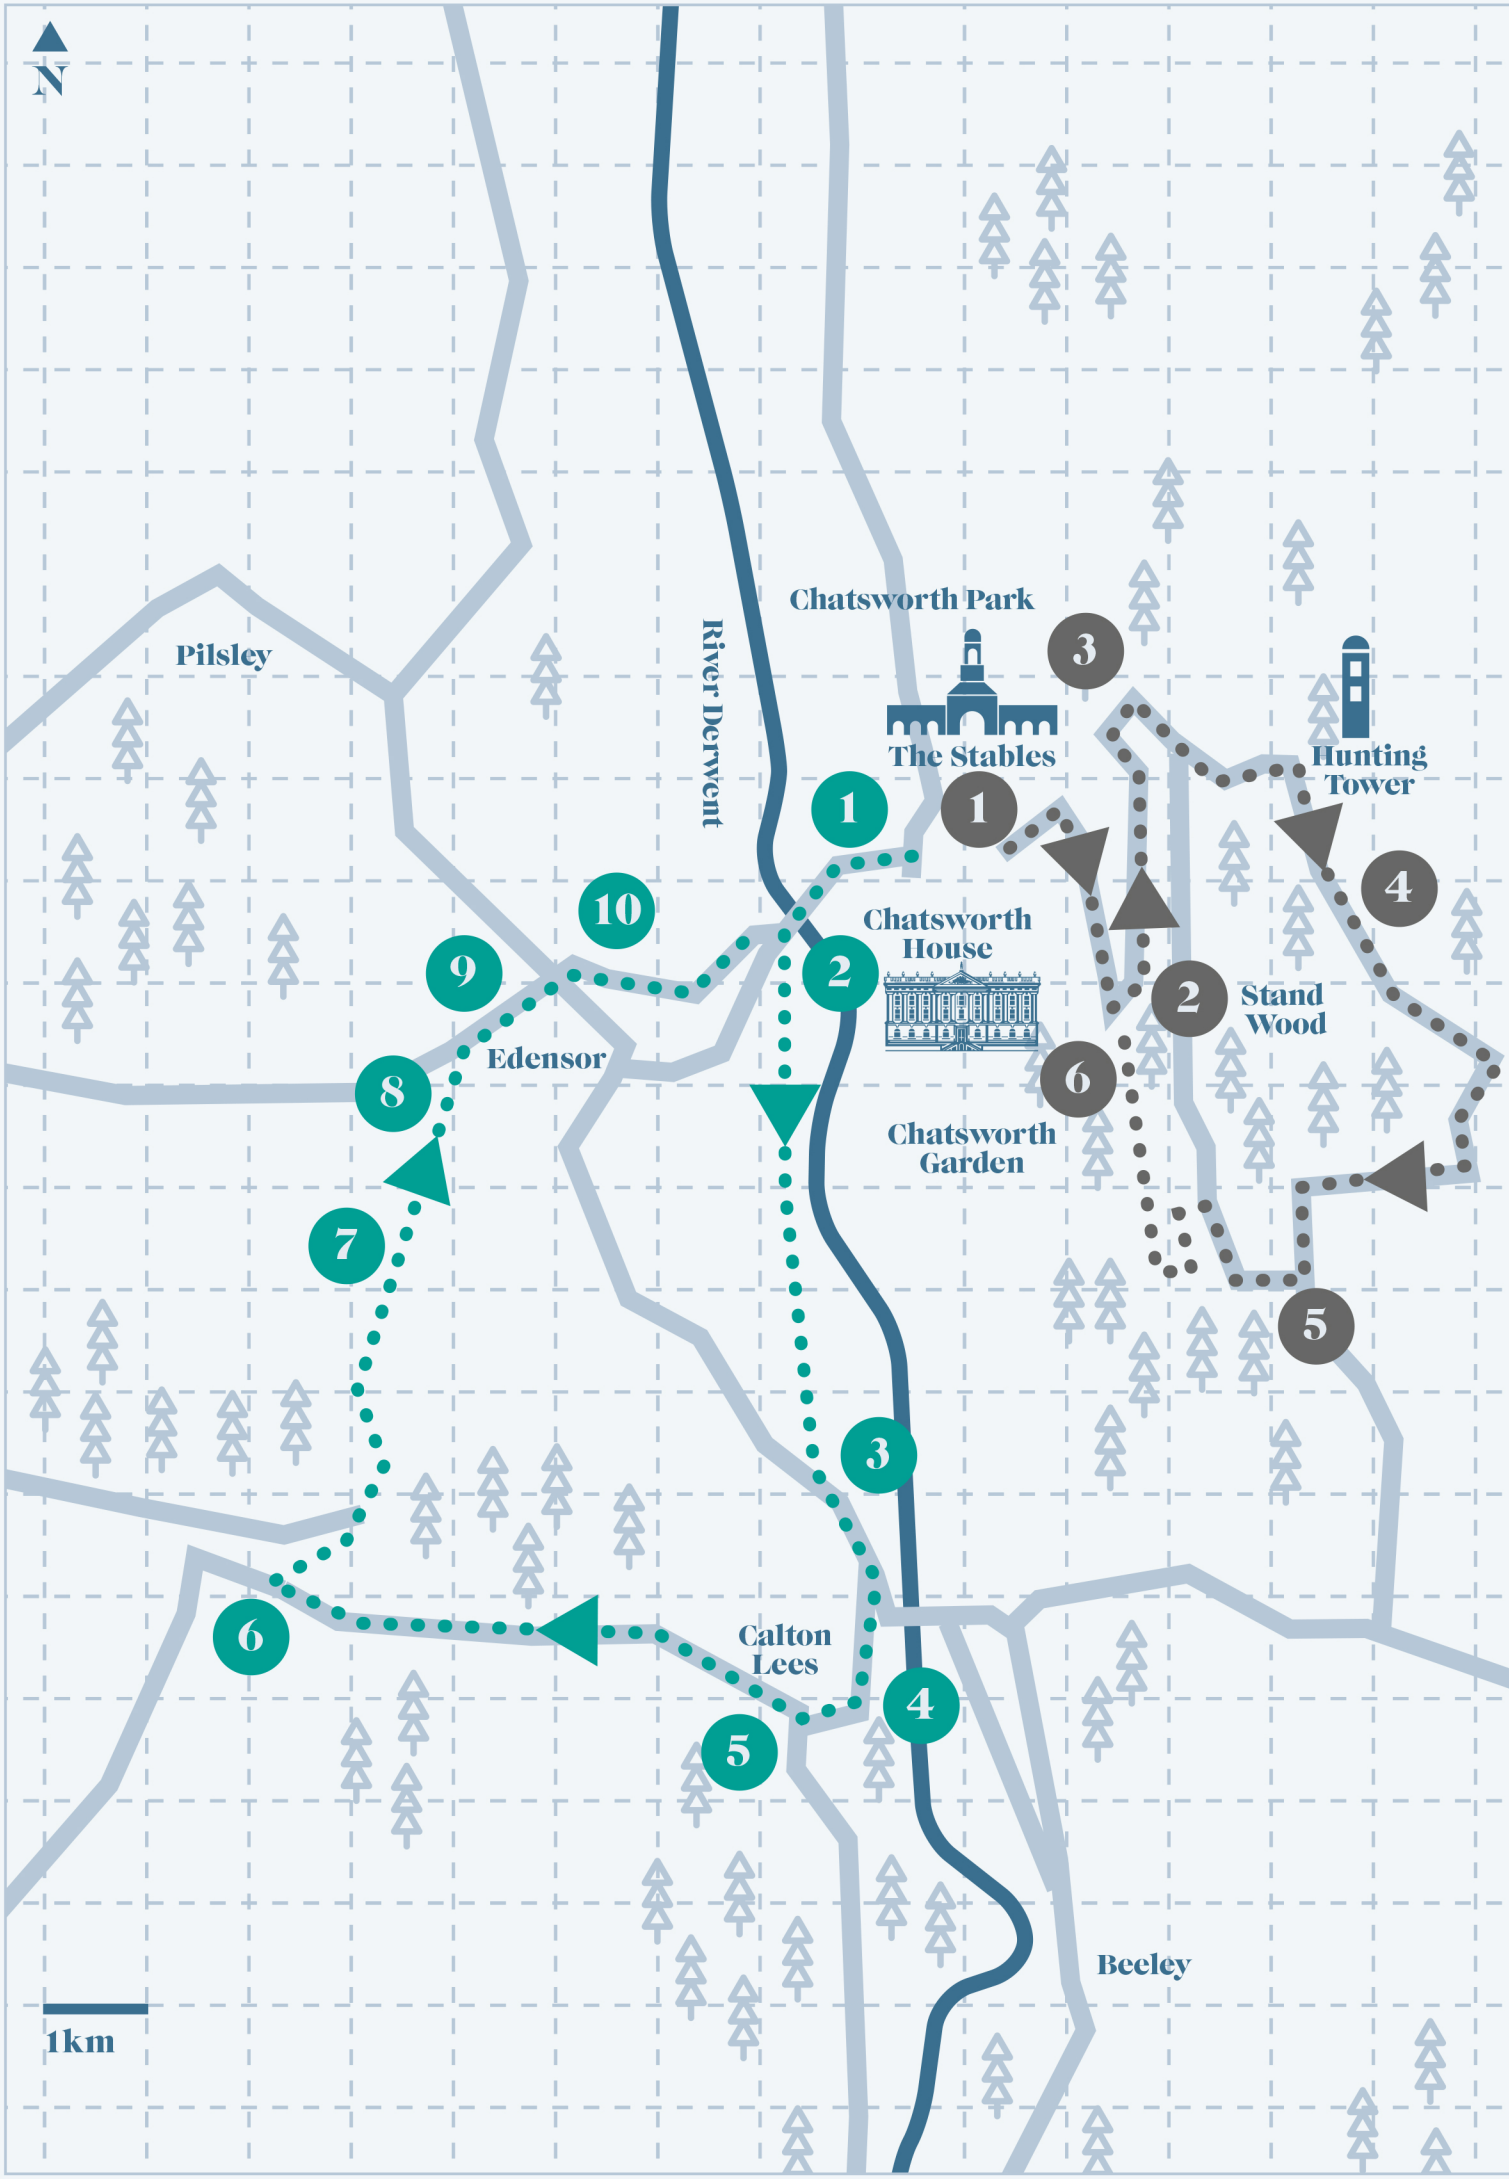 N
Chatsworth Park
3
Pilsley
River Derwent
The Stables
Hunting
Tower
1
1
4
10
Chatsworth
House
9
2
2
Stand
Wood
Edensor
8
6
Chatsworth
Garden
7
5
3
6
Calton
Lees
4
5
Beeley
1km